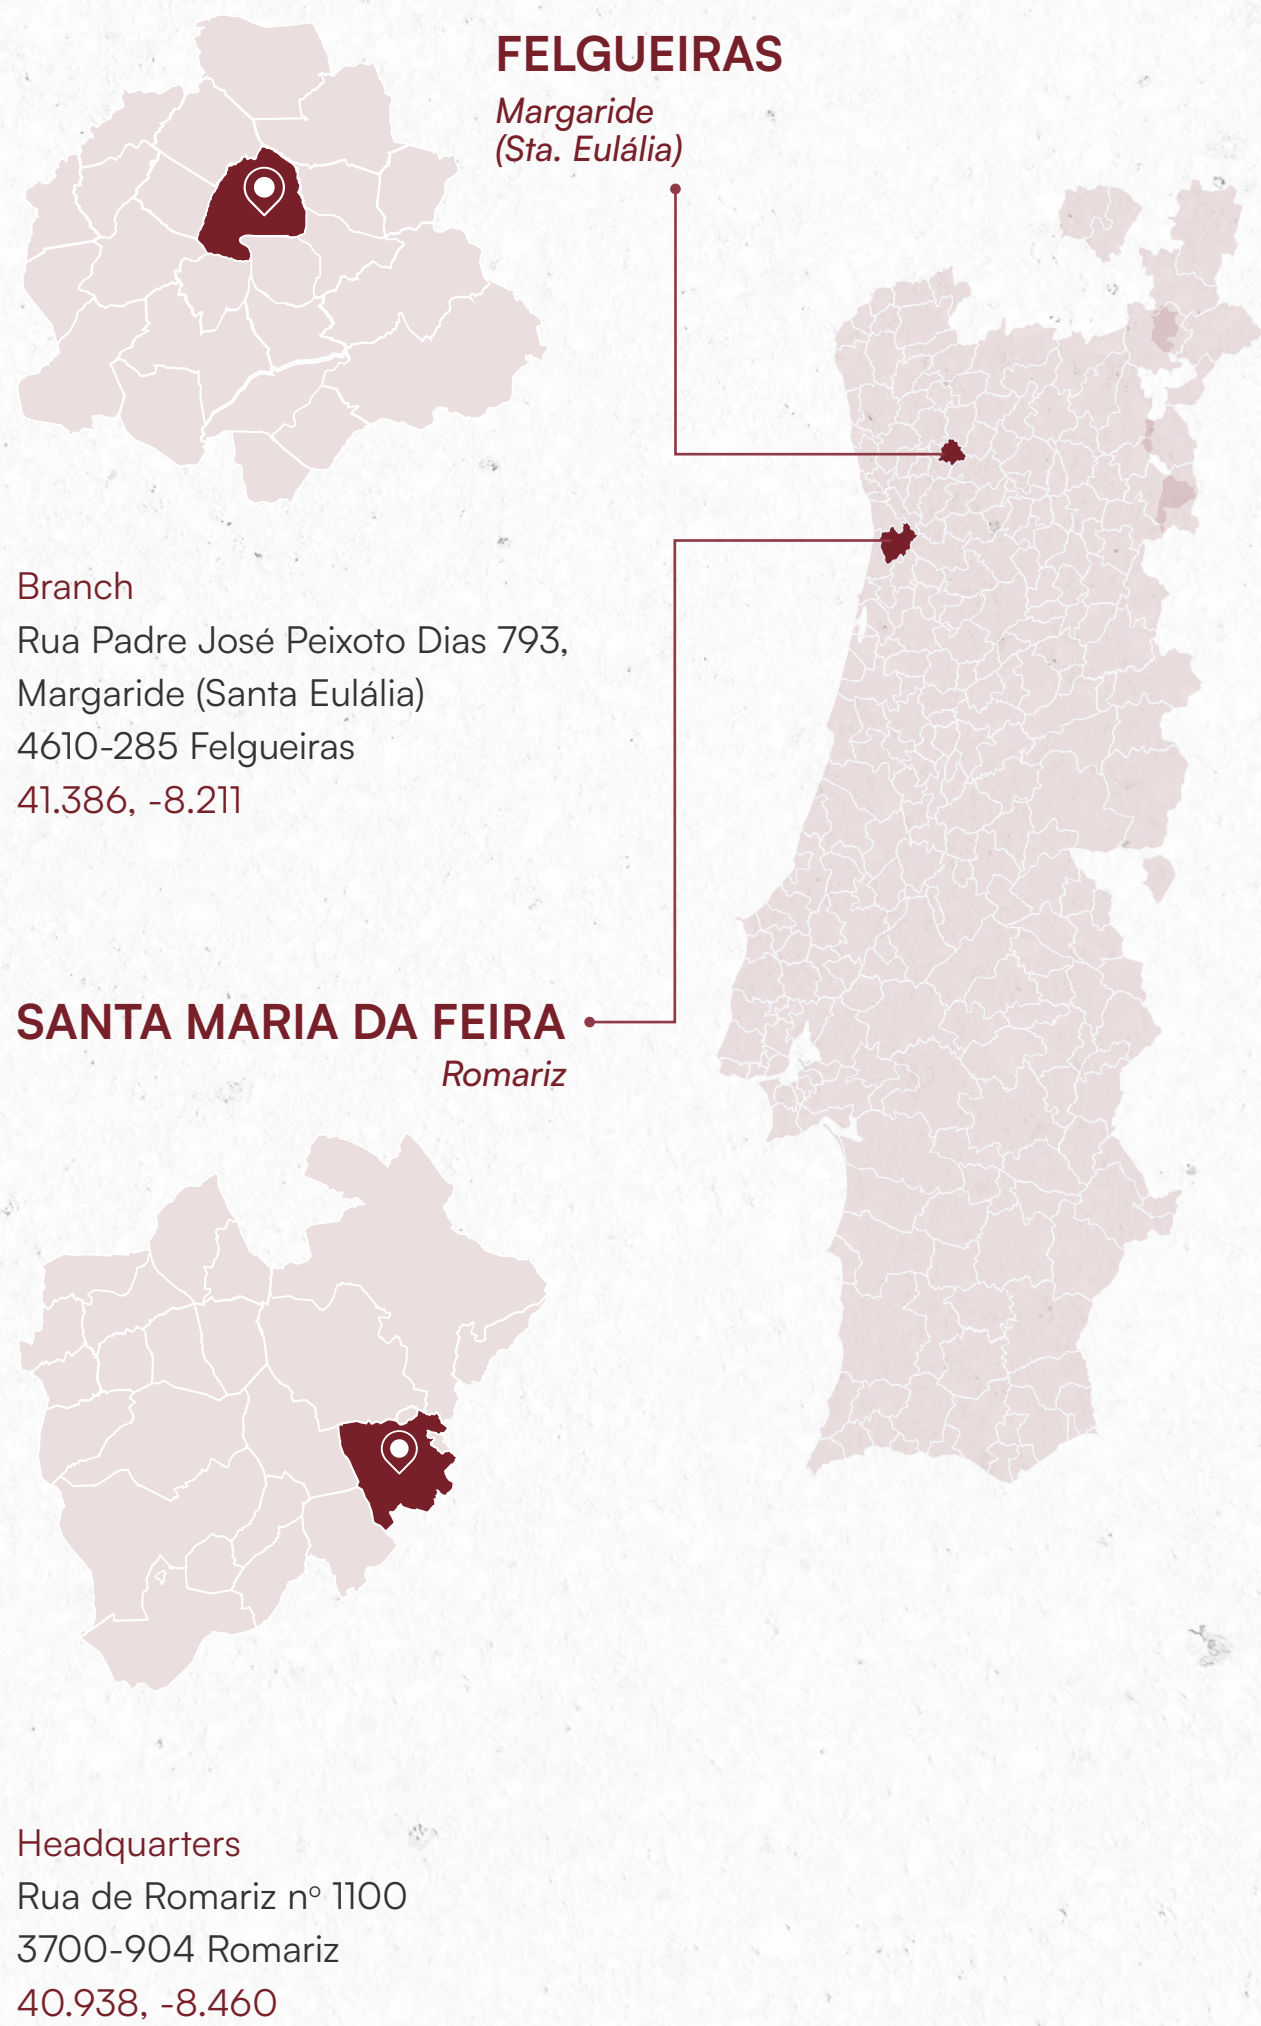 FELGUEIRAS
Margaride
(Sta. Eulália)
Branch
Rua Padre José Peixoto Dias 793,
Margaride (Santa Eulália)
4610-285 Felgueiras
41.386, -8.211
SANTA MARIA DA FEIRA
Romariz
Headquarters
Rua de Romariz nº 1100
3700-904 Romariz
40.938, -8.460